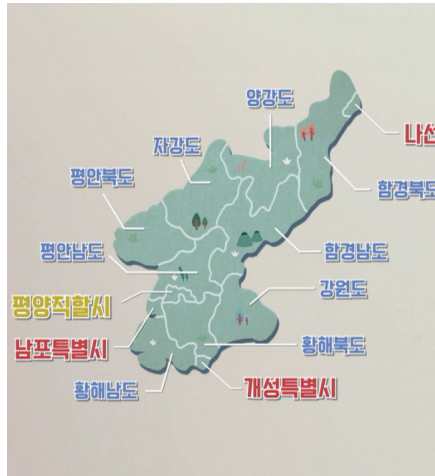 양강도
나선
자강도
평안북도
함경북도
평안남도
함경남도
강원도
평양직할시
남포특별시
황해북도
황해남도
개성특별시